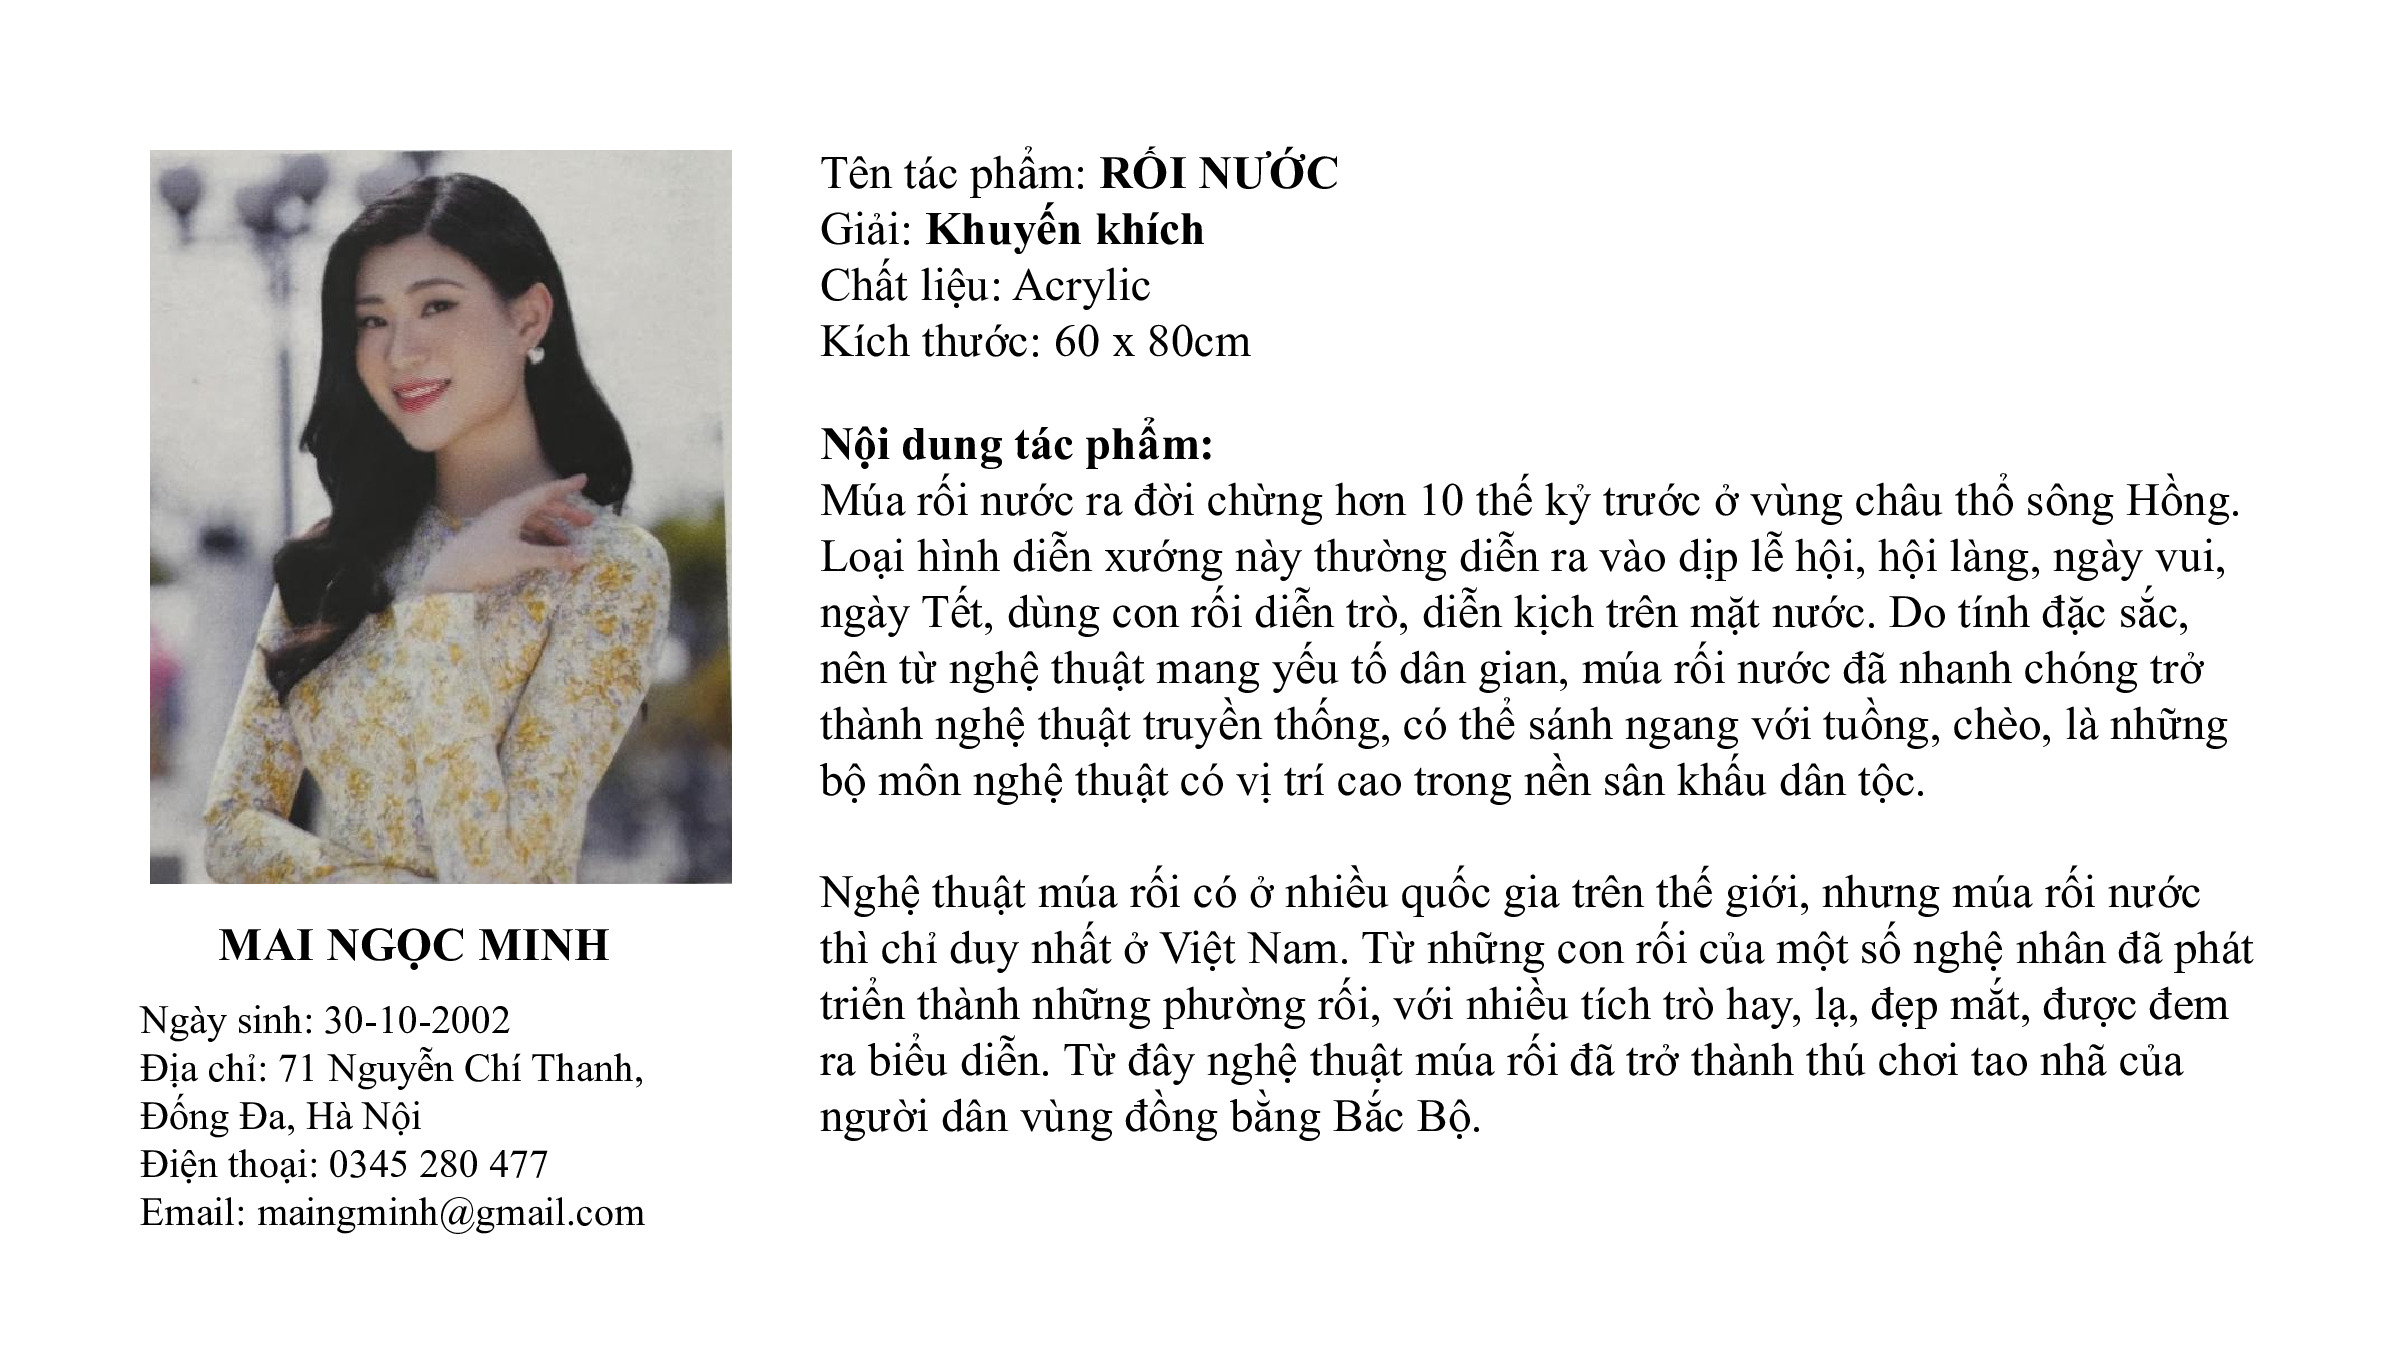 MAI NGỌC MINH
Ngày sinh: 30-10-2002
Địa chỉ: 71 Nguyễn Chí Thanh,
Đống Đa, Hà Nội
Điện thoại: 0345 280 477
Email: maingminh@gmail.com
Tên tác phẩm: RỐI NƯỚC
Giải: Khuyến khích
Chất liệu: Acrylic
Kích thước: 60 x 80cm
Nội dung tác phẩm:
Múa rối nước ra đời chừng hơn 10 thế kỷ trước ở vùng châu thổ sông Hồng.
Loại hình diễn xướng này thường diễn ra vào dịp lễ hội, hội làng, ngày vui,
ngày Tết, dùng con rối diễn trò, diễn kịch trên mặt nước. Do tính đặc sắc,
nên từ nghệ thuật mang yếu tố dân gian, múa rối nước đã nhanh chóng trở
thành nghệ thuật truyền thống, có thể sánh ngang với tuồng, chèo, là những
bộ môn nghệ thuật có vị trí cao trong nền sân khấu dân tộc.
Nghệ thuật múa rối có ở nhiều quốc gia trên thế giới, nhưng múa rối nước
thì chỉ duy nhất ở Việt Nam. Từ những con rối của một số nghệ nhân đã phát
triển thành những phường rối, với nhiều tích trò hay, lạ, đẹp mắt, được đem
ra biểu diễn. Từ đây nghệ thuật múa rối đã trở thành thú chơi tao nhã của
người dân vùng đồng bằng Bắc Bộ.